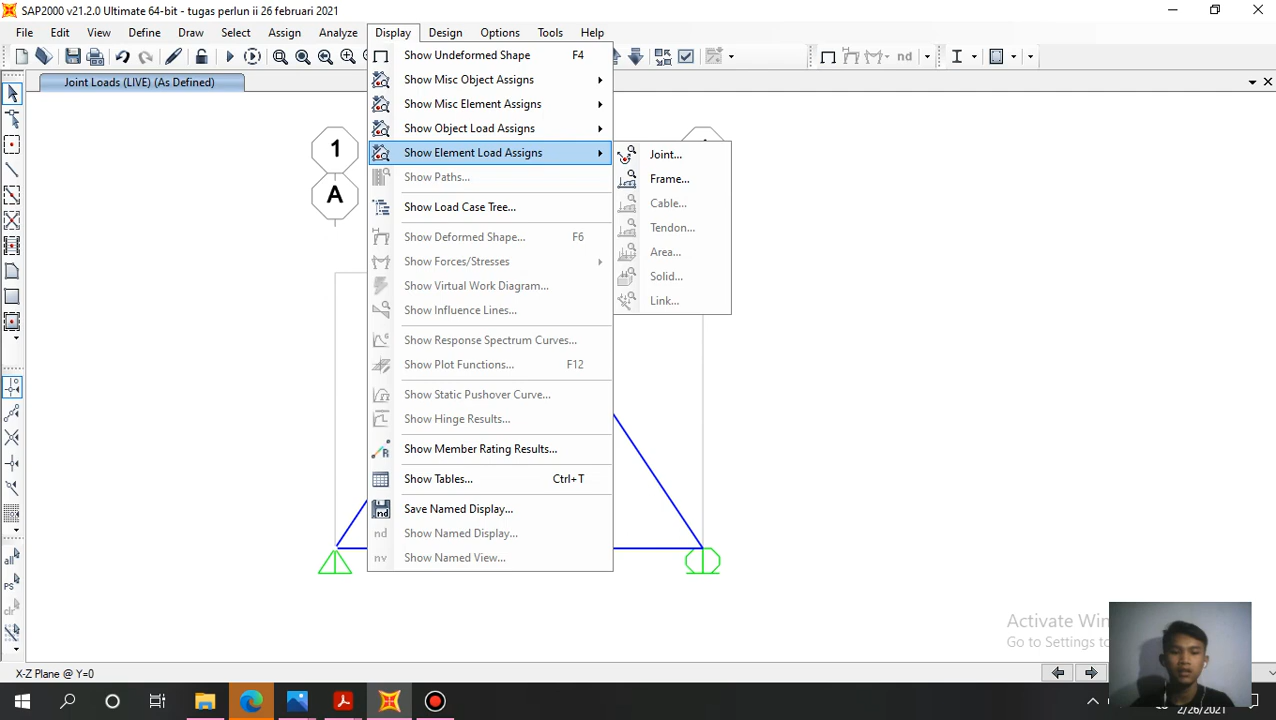 SAP2000 v21.2.0 Ultimate 64-bit - tugas perlun ii 26 februari 2021
File Edit View Define Draw Select Assign Analyze Display Design Options Tools Help
Joint Loads (LIVE) (As Defined)
nd
1
A
Show Undeformed Shape F4
Show Misc Object Assigns
Show Misc Element Assigns
Show Object Load Assigns
Show Element Load Assigns
Show Paths...
Show Load Case Tree...
Show Deformed Shape... F6
Show Forces/Stresses
Show Virtual Work Diagram...
Show Influence Lines...
Show Response Spectrum Curves...
Show Plot Functions... F12
Show Static Pushover Curve...
Show Hinge Results...
Show Member Rating Results...
Show Tables... Ctrl+T
Save Named Display...
nd Show Named Display...
nv Show Named View...
Joint...
Frame...
Cable...
Tendon...
Area...
Solid...
Link...
all
PS
clr
Activate Win
Go to Settings to
X-Z Plane @ Y=0
2/26/2021